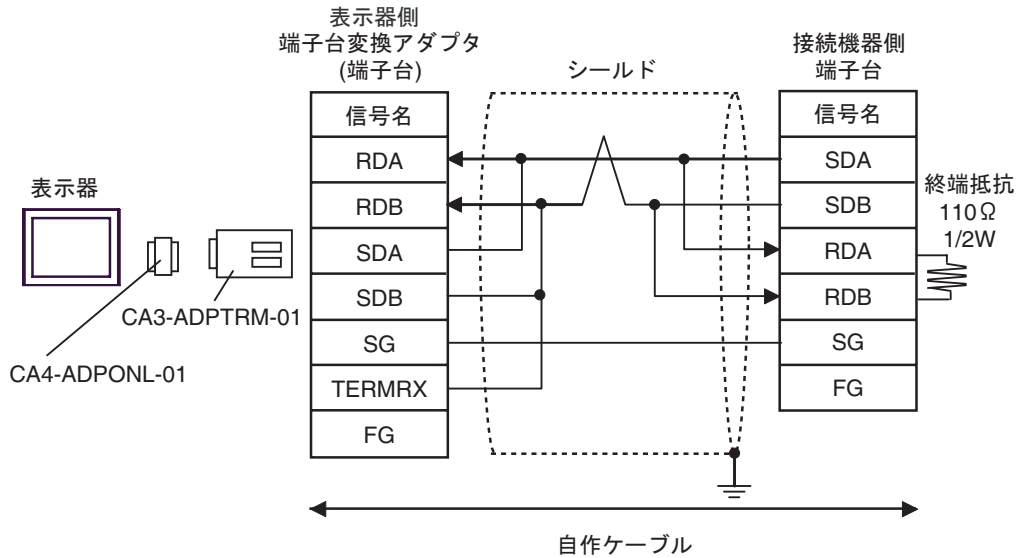 表示器側
端子台変換アダプタ
(端子台)
シールド
接続機器側
端子台
信号名
RDA
RDB
SDA
SDB
SG
TERMRX
FG
信号名
SDA
SDB
RDA
RDB
SG
FG
終端抵抗
110Ω
1/2W
表示器
CA3-ADPTRM-01
CA4-ADPONL-01
自作ケーブル